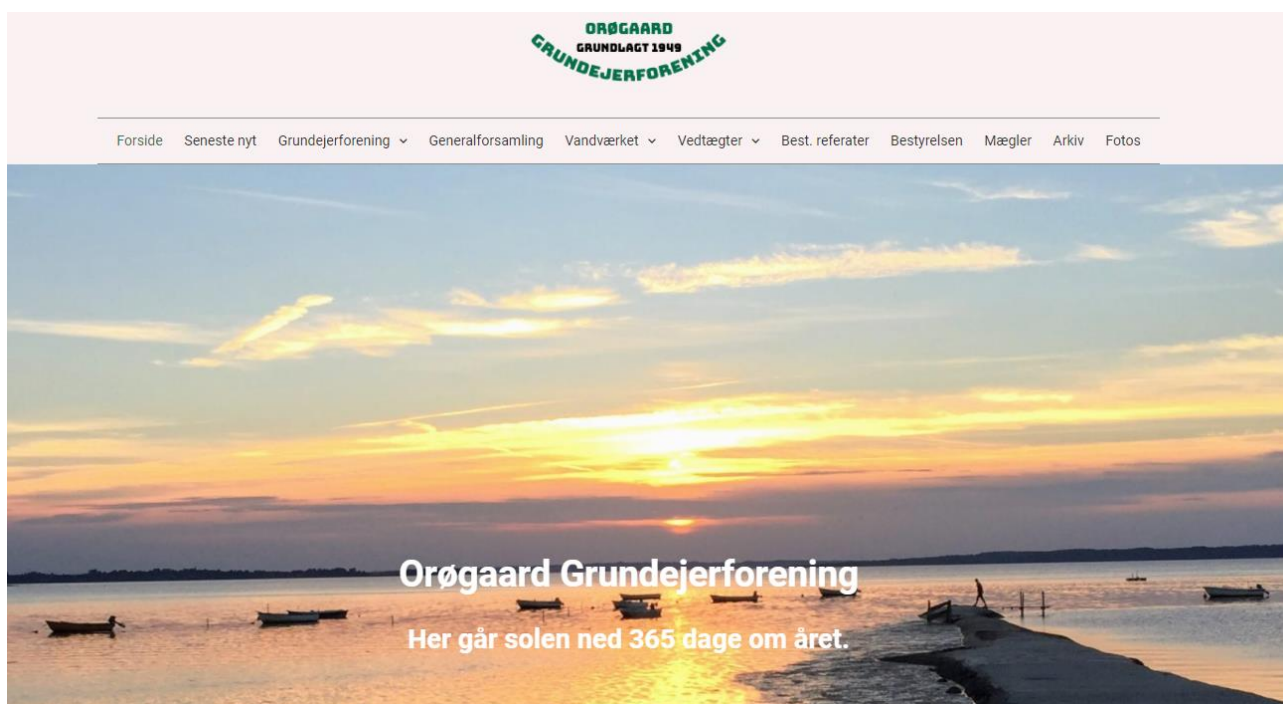 ORØGAARD
GRUNDLAGT 1949
GRUNDEJERFORENING
Forside Seneste nyt Grundejerforening Generalforsamling Vandværket Vedtægter Best. referater Bestyrelsen Mægler Arkiv Fotos
Orøgaard Grundejerforening
Her går solen ned 365 dage om året.